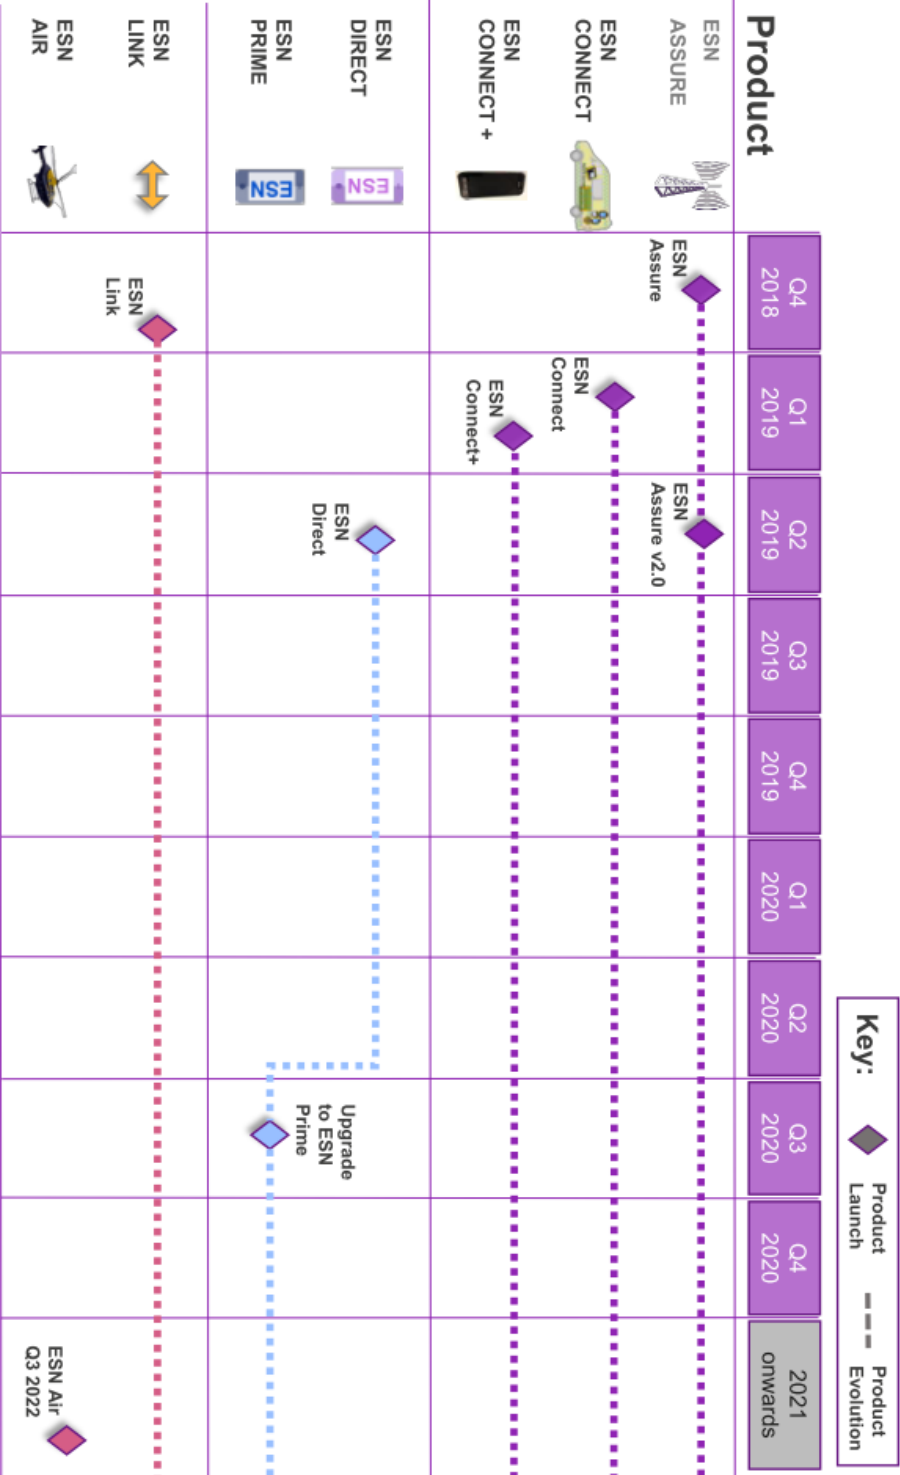 Key:
Product
Launch
Product
Evolution
Product
Q4
2018
Q1
2019
Q2
2019
Q3
2019
Q4
2019
Q1
2020
Q2
2020
Q3
2020
Q4
2020
2021
onwards
ESN
ASSURE
ESN
Assure
ESN
Assure v2.0
ESN
CONNECT
ESN
Connect
ESN
CONNECT +
ESN
Connect+
ESN
DIRECT
ESN
ESN
Direct
ESN
PRIME
ESN
Upgrade
to ESN
Prime
ESN
LINK
ESN
Link
ESN
AIR
ESN Air
Q3 2022